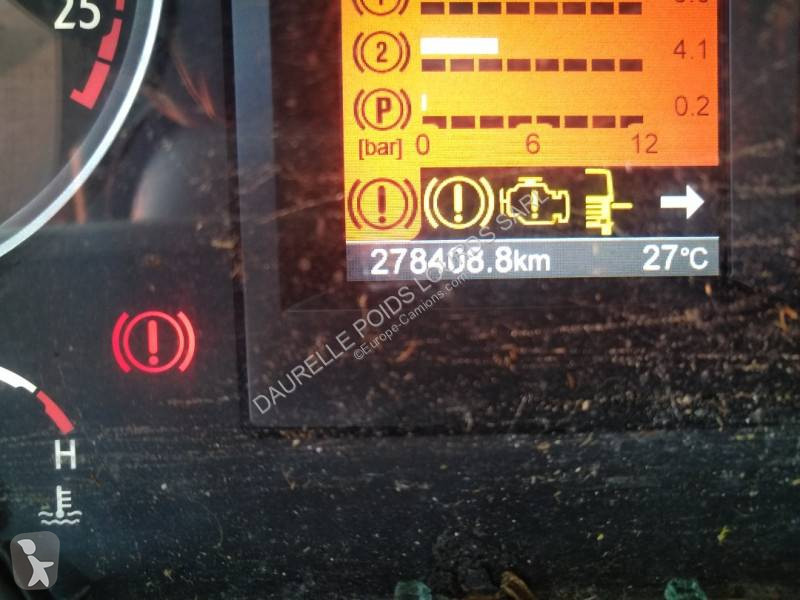 25
1
2 4.1
P 0.2
[bar] 0 6 12
278408.8km 27°C
DAURELLE POIDS LOURDS SARL
©Europe-Camions.com
H